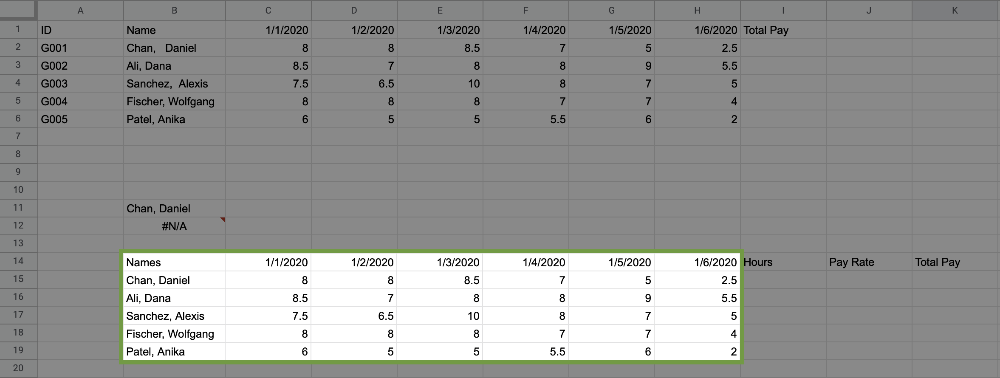 A B C D E F G H I J K
1 ID Name 1/1/2020 1/2/2020 1/3/2020 1/4/2020 1/5/2020 1/6/2020 Total Pay
2 G001 Chan,   Daniel 8 8 8.5 7 5 2.5
3 G002 Ali, Dana 8.5 7 8 8 9 5.5
4 G003 Sanchez,  Alexis 7.5 6.5 10 8 7 5
5 G004 Fischer, Wolfgang 8 8 8 7 7 4
6 G005 Patel, Anika 6 5 5 5.5 6 2
7
8
9
10
11 Chan, Daniel
12 #N/A
13
14 Names 1/1/2020 1/2/2020 1/3/2020 1/4/2020 1/5/2020 1/6/2020 Hours Pay Rate Total Pay
15 Chan, Daniel 8 8 8.5 7 5 2.5
16 Ali, Dana 8.5 7 8 8 9 5.5
17 Sanchez, Alexis 7.5 6.5 10 8 7 5
18 Fischer, Wolfgang 8 8 8 7 7 4
19 Patel, Anika 6 5 5 5.5 6 2
20